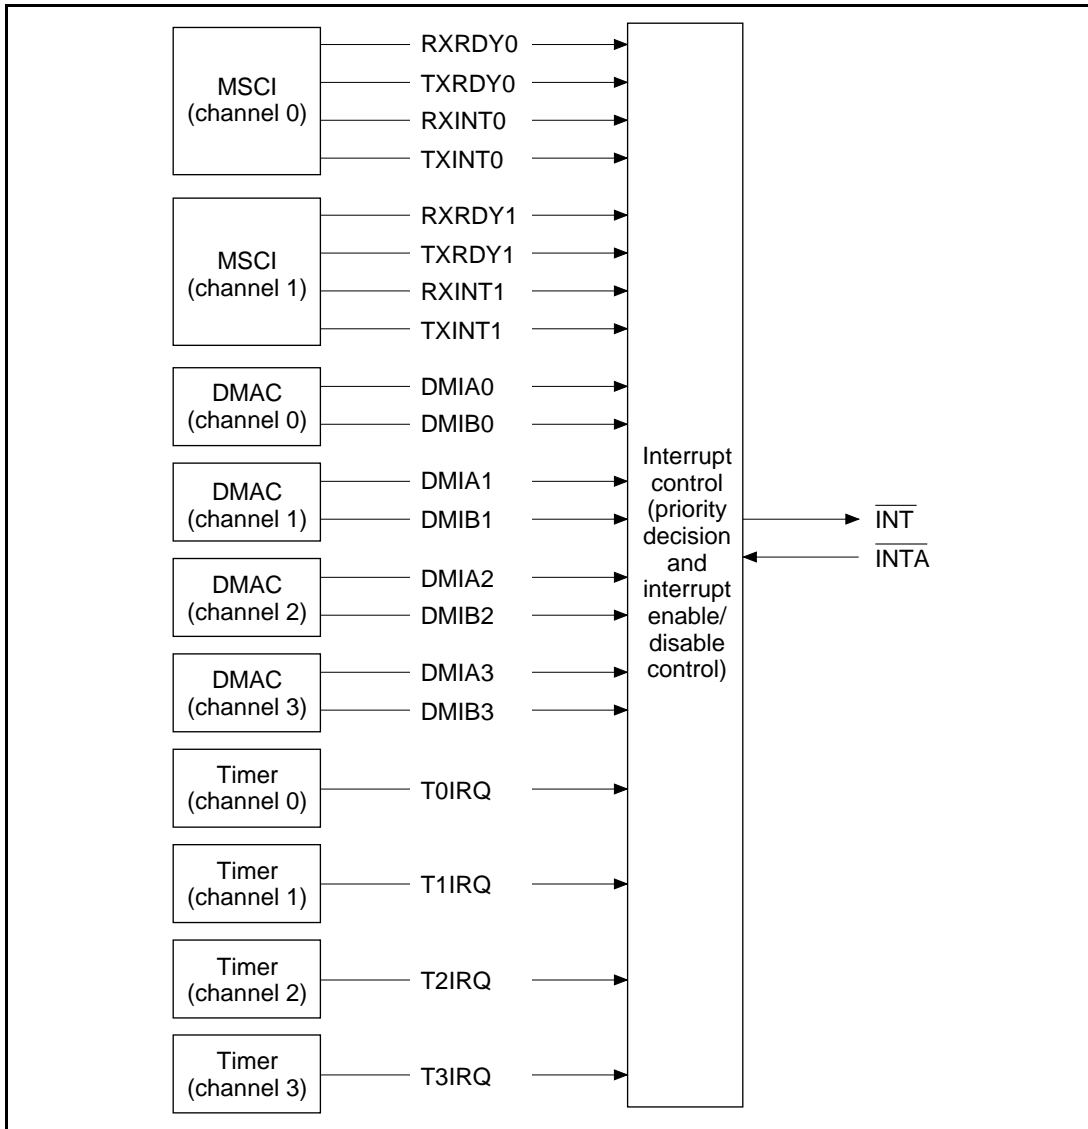 MSCI
(channel 0)
RXRDY0
TXRDY0
RXINT0
TXINT0
MSCI
(channel 1)
RXRDY1
TXRDY1
RXINT1
TXINT1
DMAC
(channel 0)
DMIA0
DMIB0
DMAC
(channel 1)
DMIA1
DMIB1
DMAC
(channel 2)
DMIA2
DMIB2
DMAC
(channel 3)
DMIA3
DMIB3
Timer
(channel 0)
T0IRQ
Timer
(channel 1)
T1IRQ
Timer
(channel 2)
T2IRQ
Timer
(channel 3)
T3IRQ
Interrupt
control
(priority
decision
and
interrupt
enable/
disable
control)
I̅N̅T̅
I̅N̅T̅A̅